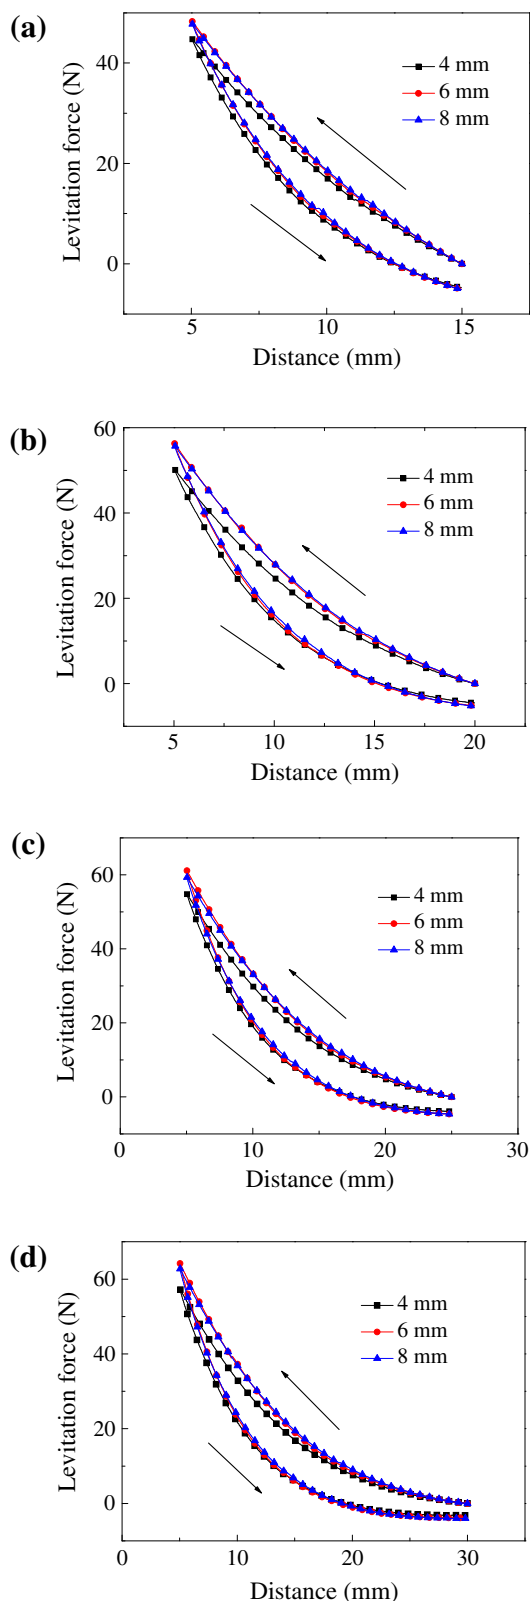 (a)
Levitation force (N)
40
20
0
4 mm
6 mm
8 mm
5 10 15
Distance (mm)
(b)
Levitation force (N)
60
40
20
0
4 mm
6 mm
8 mm
5 10 15 20
Distance (mm)
(c)
Levitation force (N)
60
40
20
0
4 mm
6 mm
8 mm
0 10 20 30
Distance (mm)
(d)
Levitation force (N)
60
40
20
0
4 mm
6 mm
8 mm
0 10 20 30
Distance (mm)